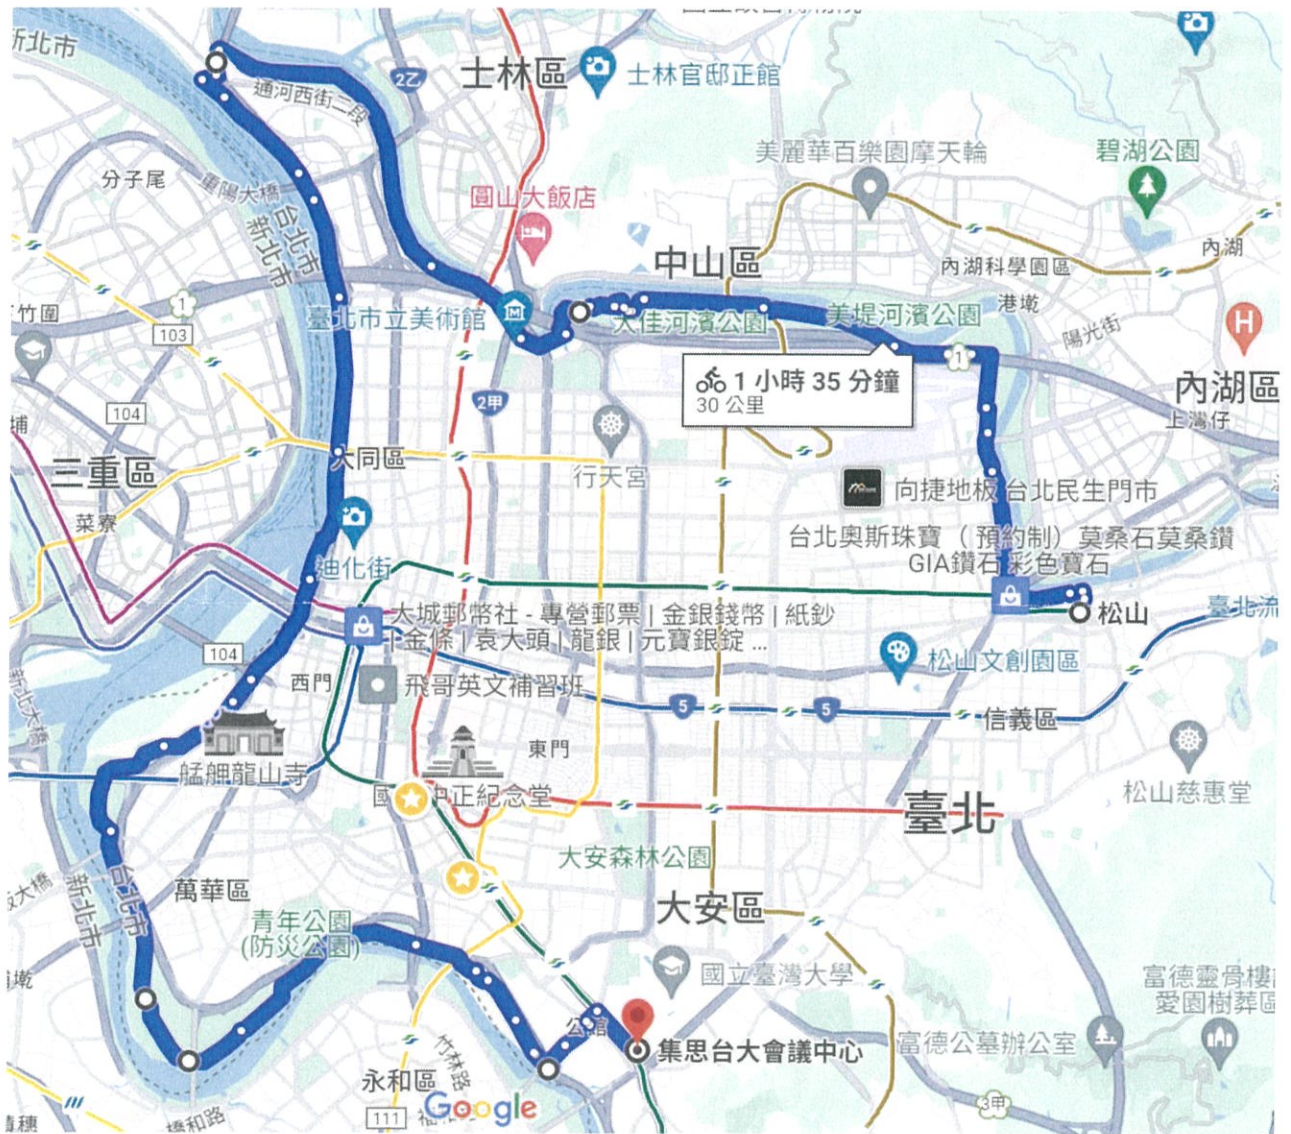 新北市
2乙
士林區
士林官邸正館
通河西街二段
美麗華百樂園摩天輪
碧湖公園
分子尾
重陽大橋
圓山大飯店
台北市
新北市
中山區
內湖
內湖科學園區
港墘
1
竹圍
103
臺北市立美術館
大佳河濱公園
美堤河濱公園
陽光街
1
1 小時 35 分鐘
30 公里
內湖區
上灣仔
104
2甲
埔
三重區
大同區
行天宮
向捷地板 台北民生門市
菜寮
台北奧斯珠寶（ 預約制）莫桑石莫桑鑽
GIA鑽石 彩色寶石
迪化街
大城郵幣社 - 專營郵票 | 金銀錢幣 | 紙鈔
| 金條 | 袁大頭 | 龍銀 | 元寶銀錠 ...
松山
臺北流
104
西門
飛哥英文補習班
松山文創園區
新北大橋
5
5
信義區
艋舺龍山寺
東門
國
中正紀念堂
松山慈惠堂
臺北
大安森林公園
台北市
新北市
萬華區
大安區
青年公園
(防災公園)
國立臺灣大學
富德靈骨樓
愛園樹葬區
公館
集思台大會議中心
富德公墓辦公室
竹林路
永和區
Google
111
福
3甲
橋和路
積穗